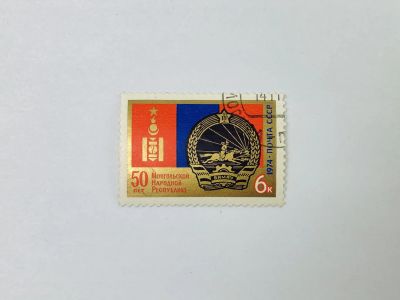 50 ЛЕТ
МОНГОЛЬСКОЙ
НАРОДНОЙ
РЕСПУБЛИКЕ
6к
1974 • ПОЧТА СССР